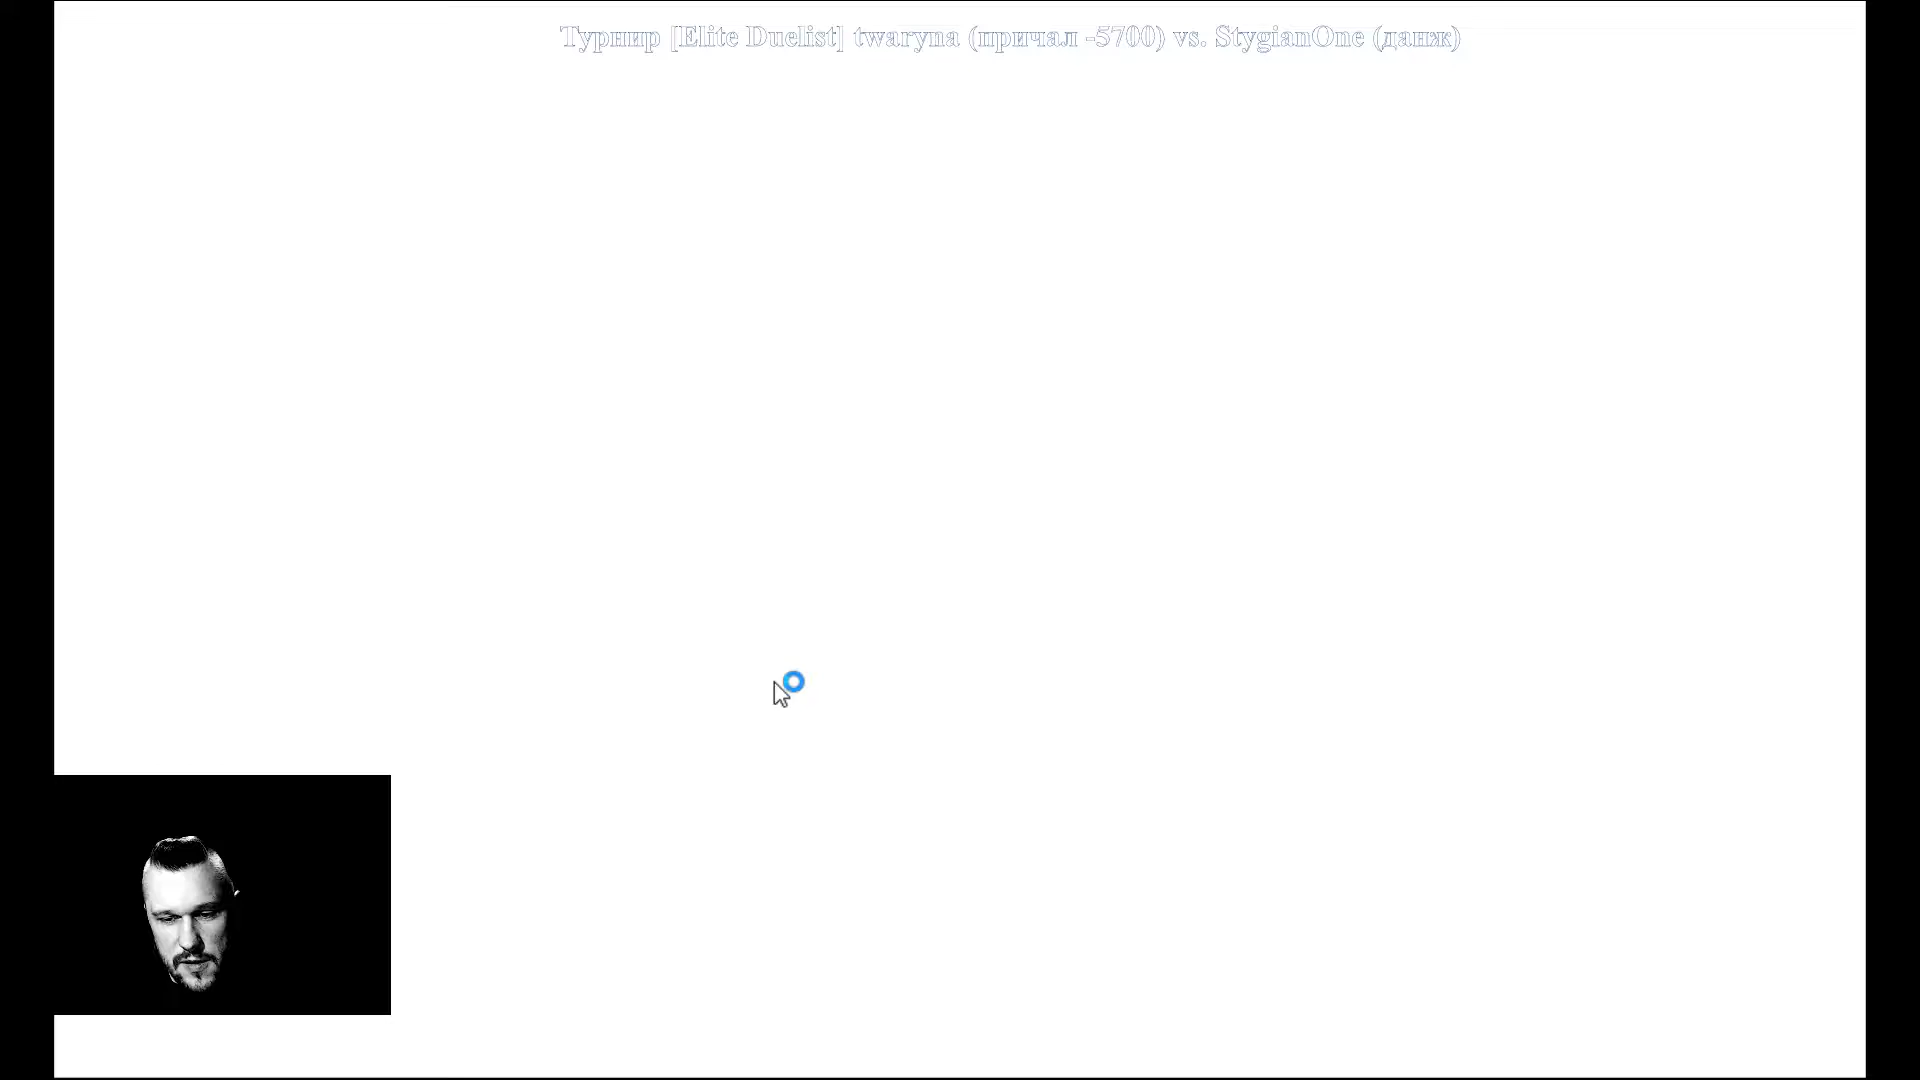 Турнир [Elite Duelist] twaryna (причал -5700) vs. StygianOne (данж)